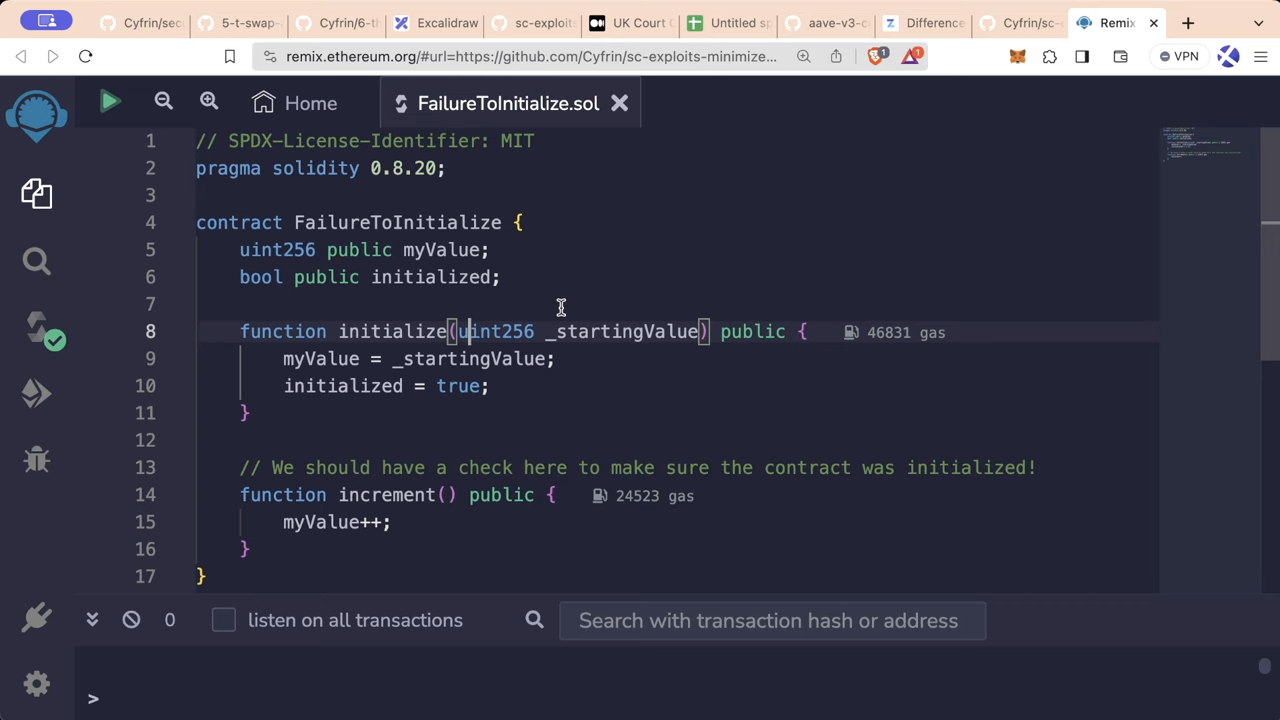 Cyfrin/sec
5-t-swap-
Cyfrin/6-th
Excalidraw
sc-exploits
UK Court
Untitled sp
aave-v3-c
Difference
Cyfrin/sc-e
Remix
remix.ethereum.org/#url=https://github.com/Cyfrin/sc-exploits-minimize...
1
1
VPN
Home
FailureToInitialize.sol
1 // SPDX-License-Identifier: MIT
2 pragma solidity 0.8.20;
3
4 contract FailureToInitialize {
5 uint256 public myValue;
6 bool public initialized;
7
8 function initialize(uint256 _startingValue) public { 46831 gas
9 myValue = _startingValue;
10 initialized = true;
11 }
12
13 // We should have a check here to make sure the contract was initialized!
14 function increment() public { 24523 gas
15 myValue++;
16 }
17 }
0
listen on all transactions
Search with transaction hash or address
>